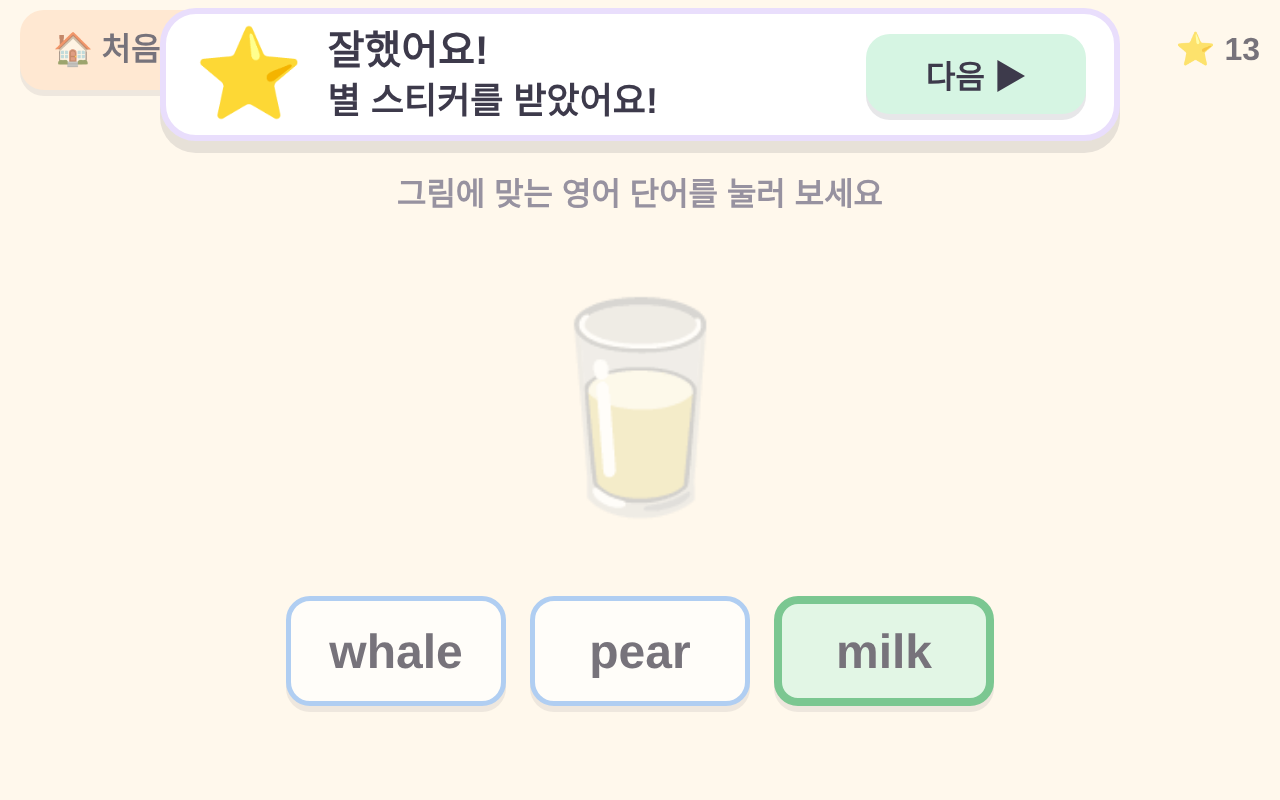 🏠 처음
잘했어요!
별 스티커를 받았어요!
다음 ▶
⭐ 13
그림에 맞는 영어 단어를 눌러 보세요
whale
pear
milk